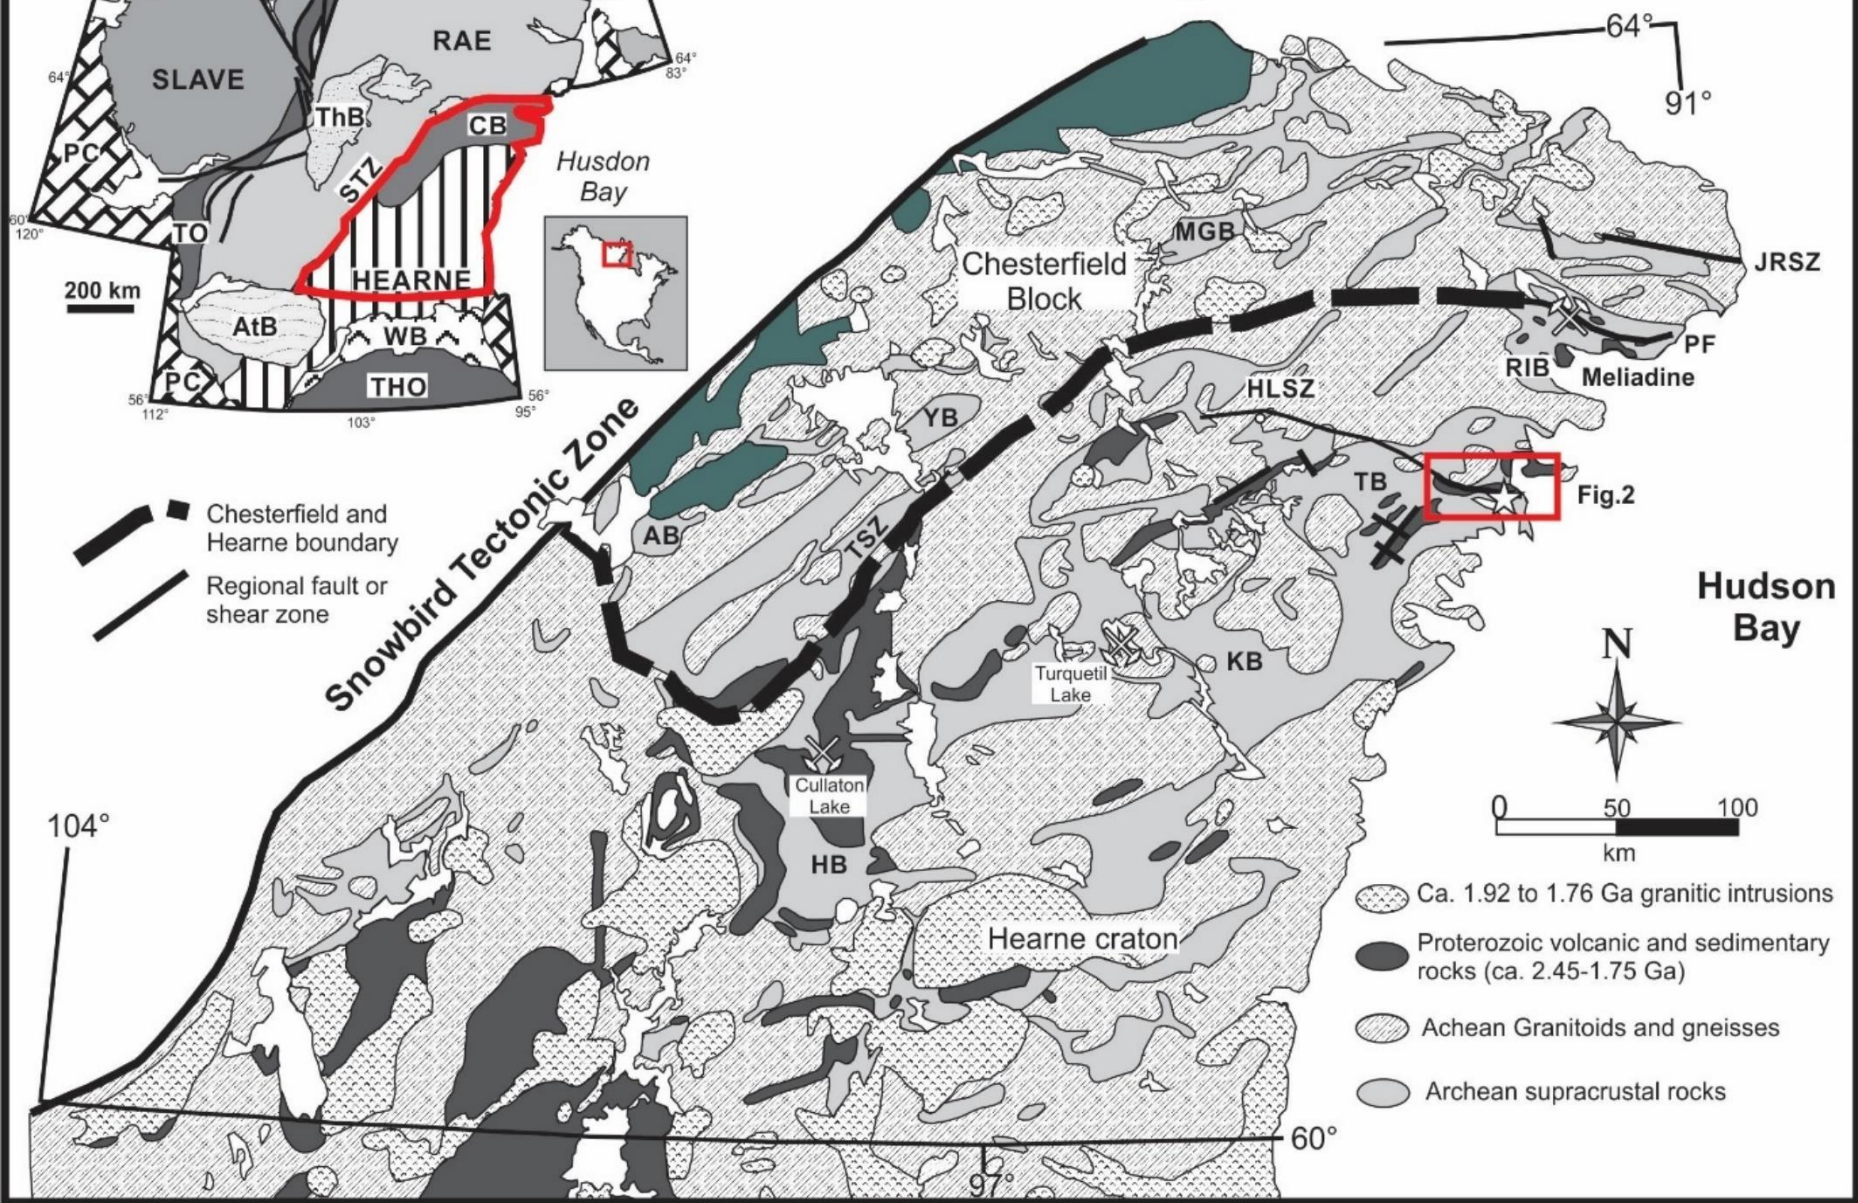 RAE
SLAVE
64°
83°
64°
ThB
CB
PC
STZ
Husdon
Bay
60°
120°
TO
HEARNE
200 km
AtB
WB
PC
THO
56°
112°
103°
56°
95°
64°
91°
MGB
Chesterfield
Block
JRSZ
PF
RIB
Meliadine
HLSZ
YB
TB
Fig.2
AB
TSZ
Snowbird Tectonic Zone
Chesterfield and
Hearne boundary
Regional fault or
shear zone
Hudson
Bay
N
KB
Turquetil
Lake
Cullaton
Lake
HB
104°
0 50 100
km
Ca. 1.92 to 1.76 Ga granitic intrusions
Proterozoic volcanic and sedimentary
rocks (ca. 2.45-1.75 Ga)
Achean Granitoids and gneisses
Archean supracrustal rocks
Hearne craton
60°
97°